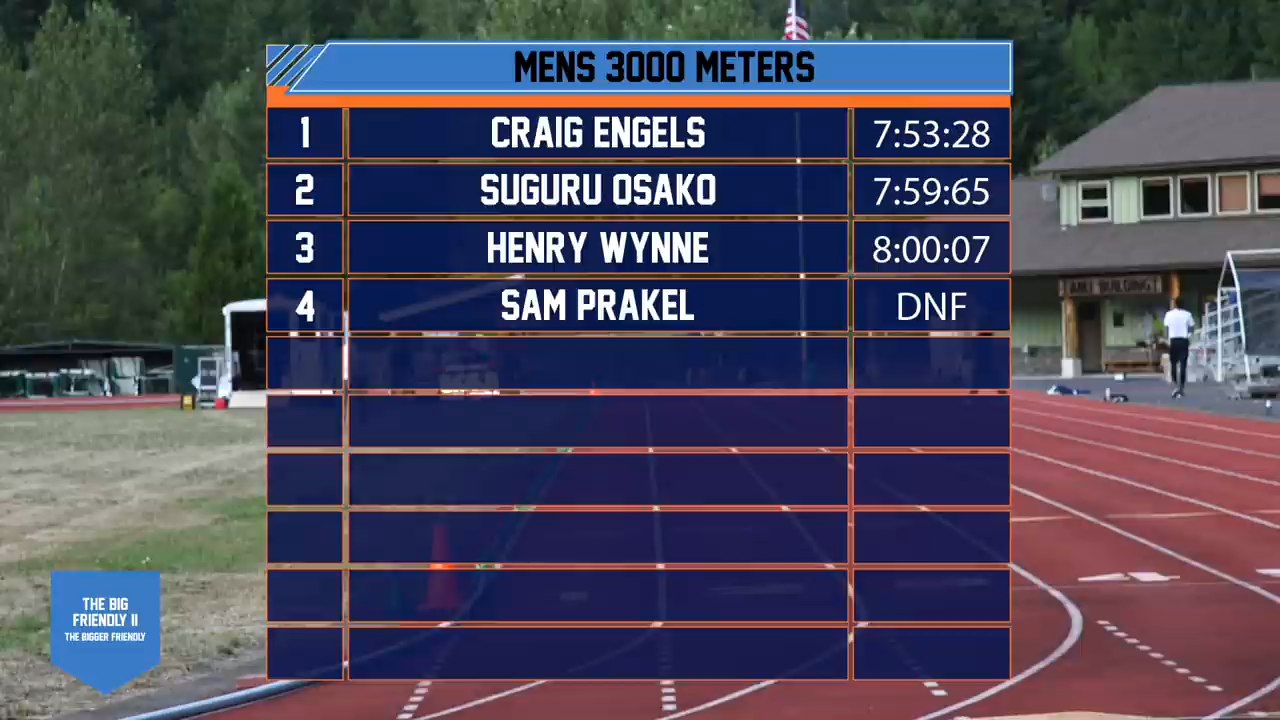 MENS 3000 METERS
1 CRAIG ENGELS 7:53:28
2 SUGURU OSAKO 7:59:65
3 HENRY WYNNE 8:00:07
4 SAM PRAKEL DNF
BUILDING
THE BIG
FRIENDLY II
THE BIGGER FRIENDLY